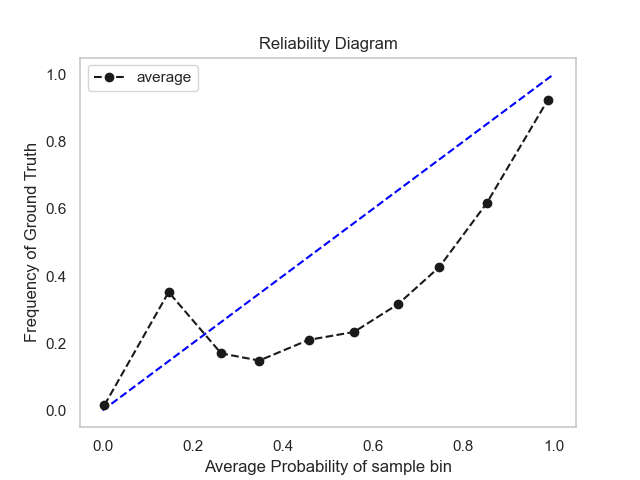 Reliability Diagram
average
Frequency of Ground Truth
1.0
0.8
0.6
0.4
0.2
0.0
0.0 0.2 0.4 0.6 0.8 1.0
Average Probability of sample bin